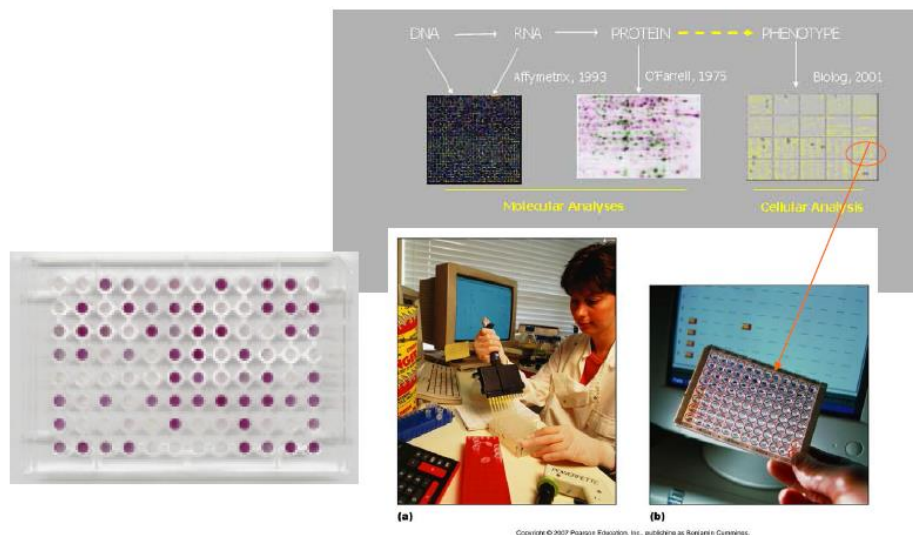 DNA RNA PROTEIN PHENOTYPE
Affymetrix, 1993 O'Farrell, 1975 Biolog, 2001
Molecular Analyses Cellular Analysis
(a) (b)
Copyright © 2007 Pearson Education, Inc., publishing as Benjamin Cummings.